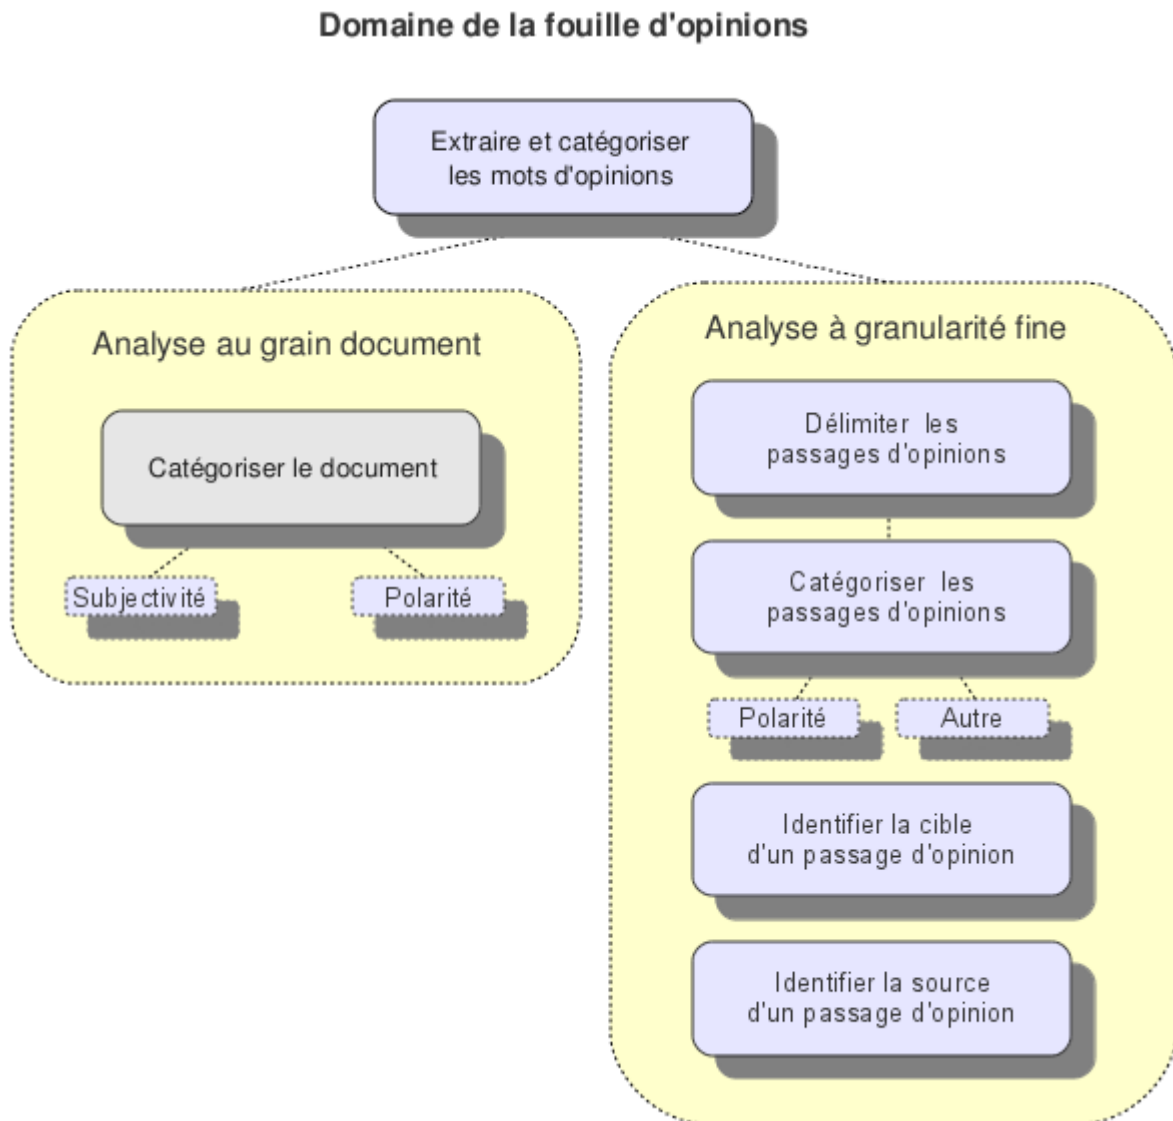 Domaine de la fouille d'opinions
Extraire et catégoriser
les mots d'opinions
Analyse au grain document
Catégoriser le document
Subjectivité
Polarité
Analyse à granularité fine
Délimiter les
passages d'opinions
Catégoriser les
passages d'opinions
Polarité
Autre
Identifier la cible
d'un passage d'opinion
Identifier la source
d'un passage d'opinion